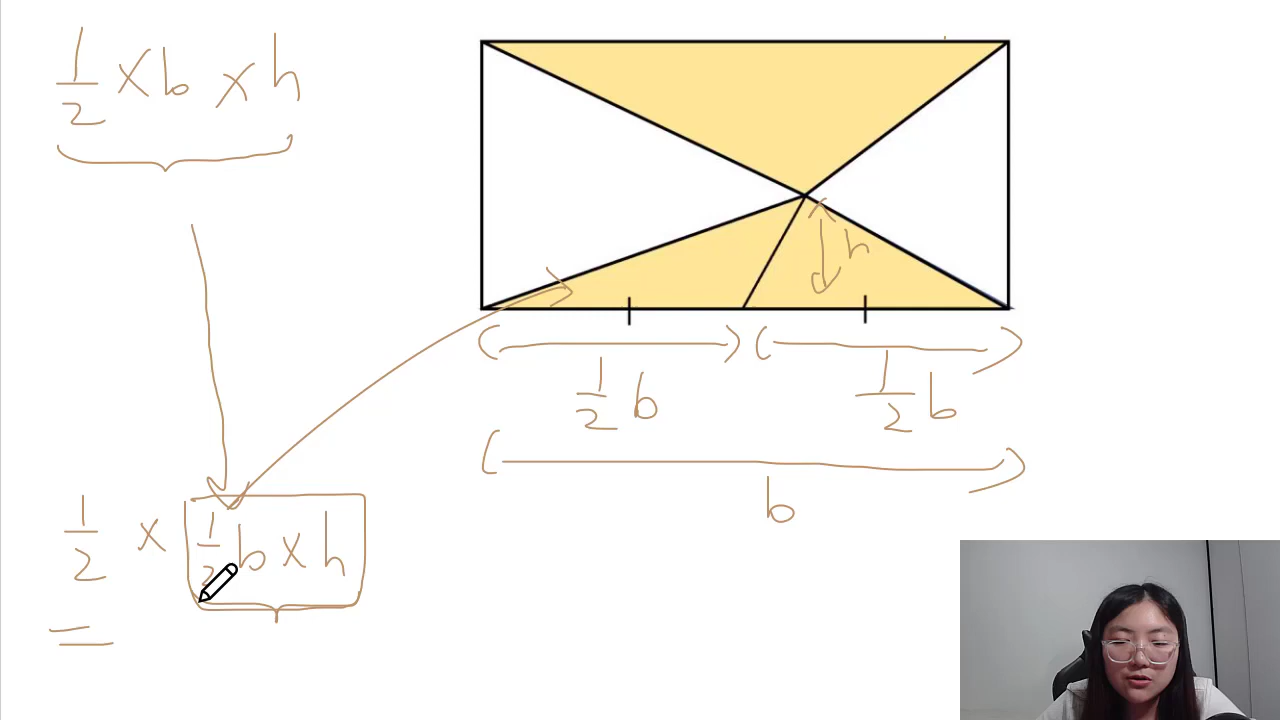 1/2 × b × h
h
1/2 b
1/2 b
b
1/2 × 1/2 b × h
=